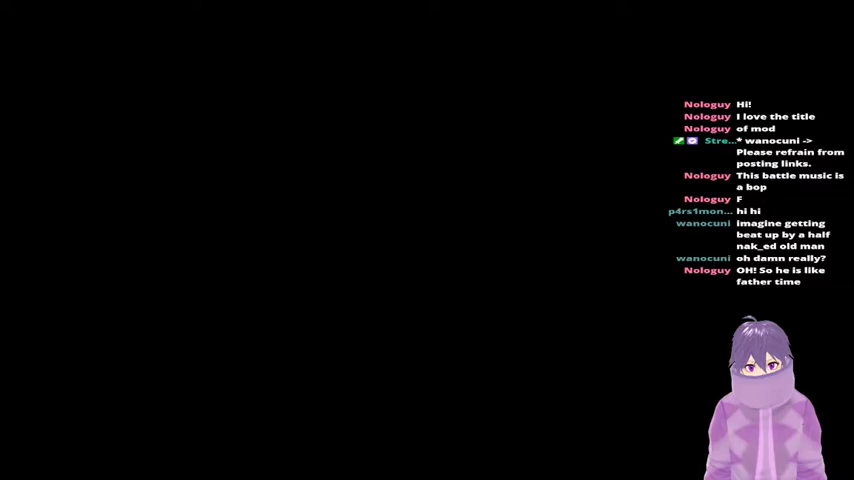 Nologuy Hi!
Nologuy I love the title
Nologuy of mod
Stre... * wanocuni ->
Please refrain from
posting links.
Nologuy This battle music is
a bop
Nologuy F
p4rs1mon... hi hi
wanocuni imagine getting
beat up by a half
nak_ed old man
wanocuni oh damn really?
Nologuy OH! So he is like
father time